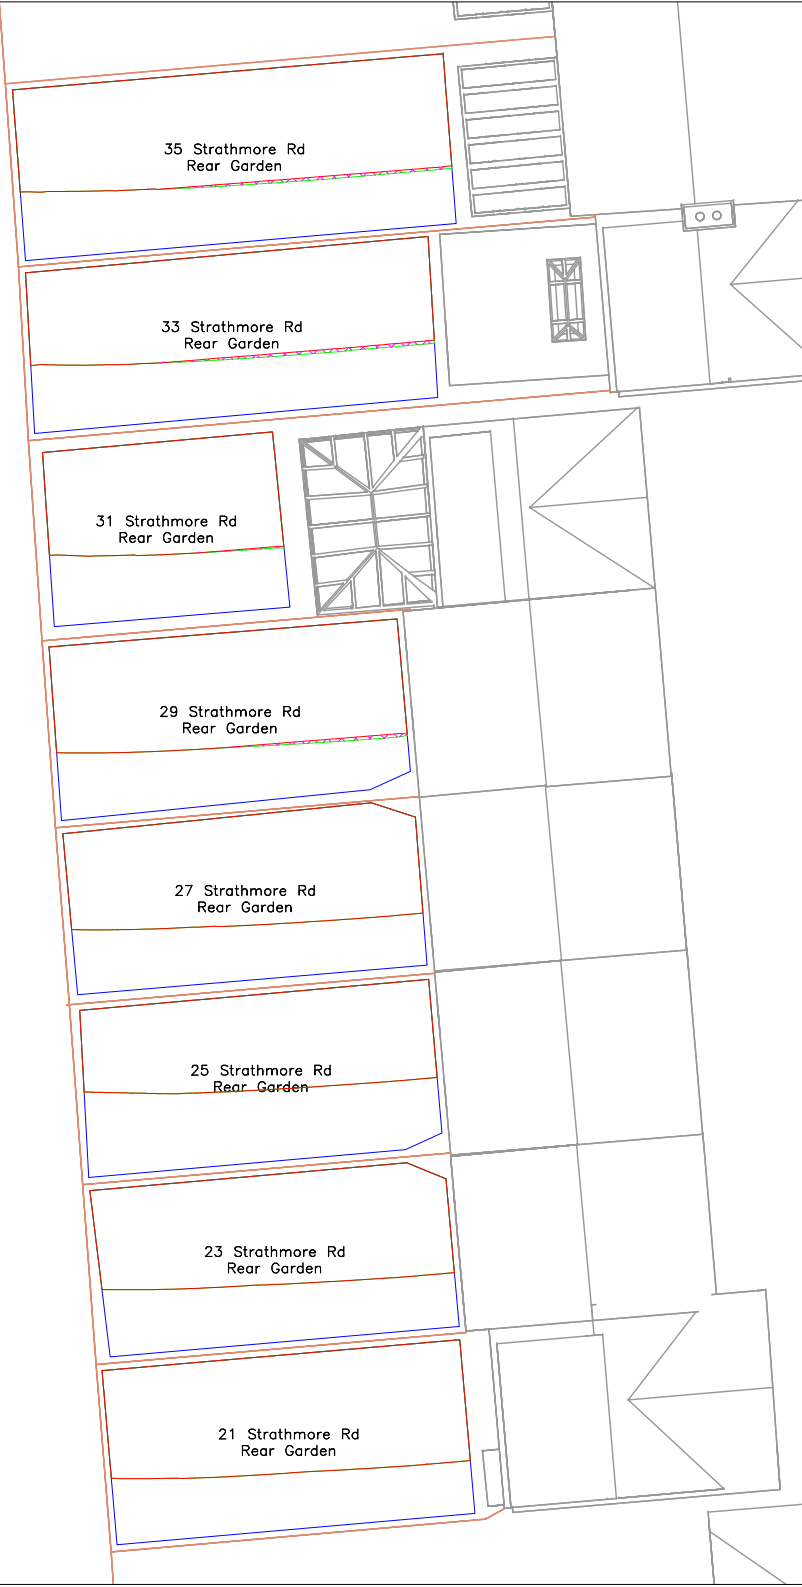 35 Strathmore Rd
Rear Garden
33 Strathmore Rd
Rear Garden
31 Strathmore Rd
Rear Garden
29 Strathmore Rd
Rear Garden
27 Strathmore Rd
Rear Garden
25 Strathmore Rd
Rear Garden
23 Strathmore Rd
Rear Garden
21 Strathmore Rd
Rear Garden